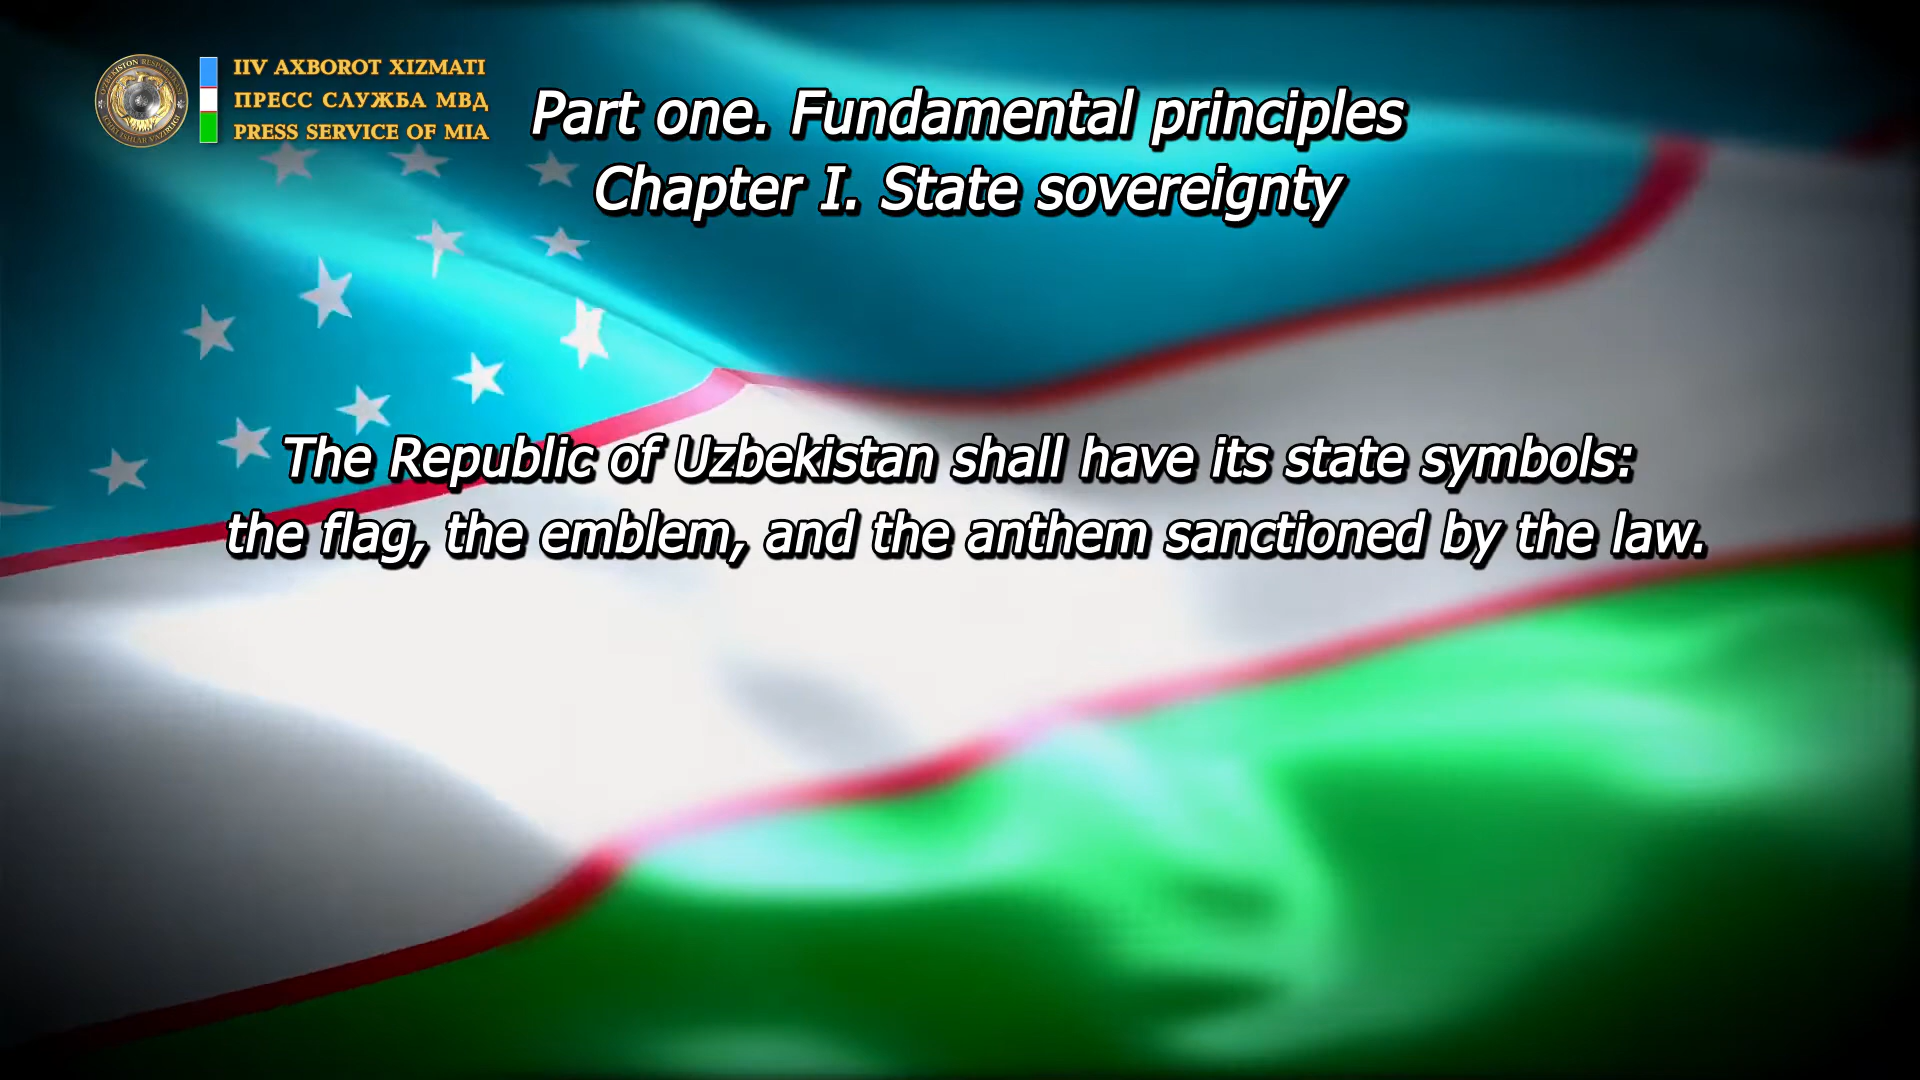 IIV AXBOROT XIZMATI
ПРЕСС СЛУЖБА МВД
PRESS SERVICE OF MIA
Part one. Fundamental principles
Chapter I. State sovereignty
The Republic of Uzbekistan shall have its state symbols:
the flag, the emblem, and the anthem sanctioned by the law.